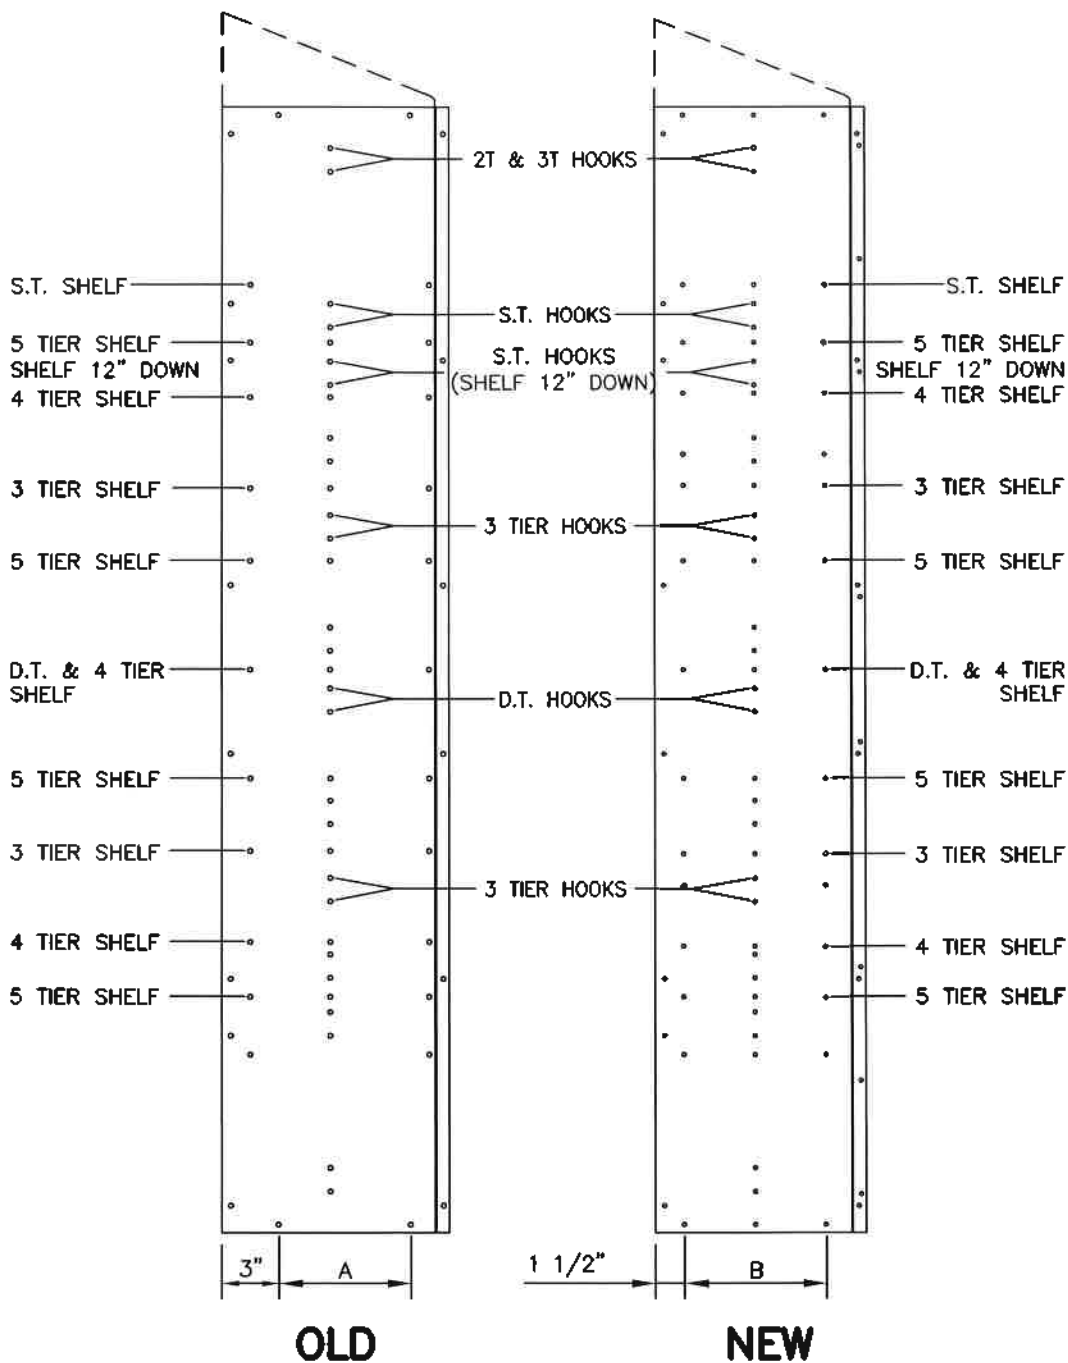 2T & 3T HOOKS
S.T. SHELF
S.T. SHELF
S.T. HOOKS
5 TIER SHELF
SHELF 12" DOWN
S.T. HOOKS
(SHELF 12" DOWN)
5 TIER SHELF
SHELF 12" DOWN
4 TIER SHELF
4 TIER SHELF
3 TIER SHELF
3 TIER SHELF
3 TIER HOOKS
5 TIER SHELF
5 TIER SHELF
D.T. & 4 TIER
SHELF
D.T. & 4 TIER
SHELF
D.T. HOOKS
5 TIER SHELF
5 TIER SHELF
3 TIER SHELF
3 TIER SHELF
3 TIER HOOKS
4 TIER SHELF
4 TIER SHELF
5 TIER SHELF
5 TIER SHELF
3"
A
1 1/2"
B
OLD
NEW